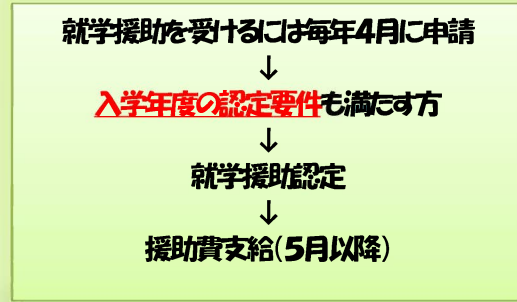 就学援助を受けるには毎年4月に申請
↓
入学年度の認定要件も満たす方
↓
就学援助認定
↓
援助費支給(5月以降)